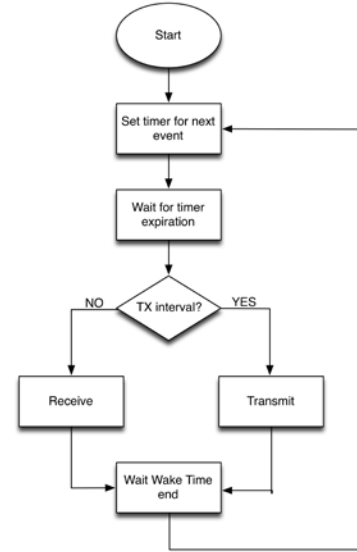 Start
Set timer for next
event
Wait for timer
expiration
TX interval?
NO
YES
Receive
Transmit
Wait Wake Time
end